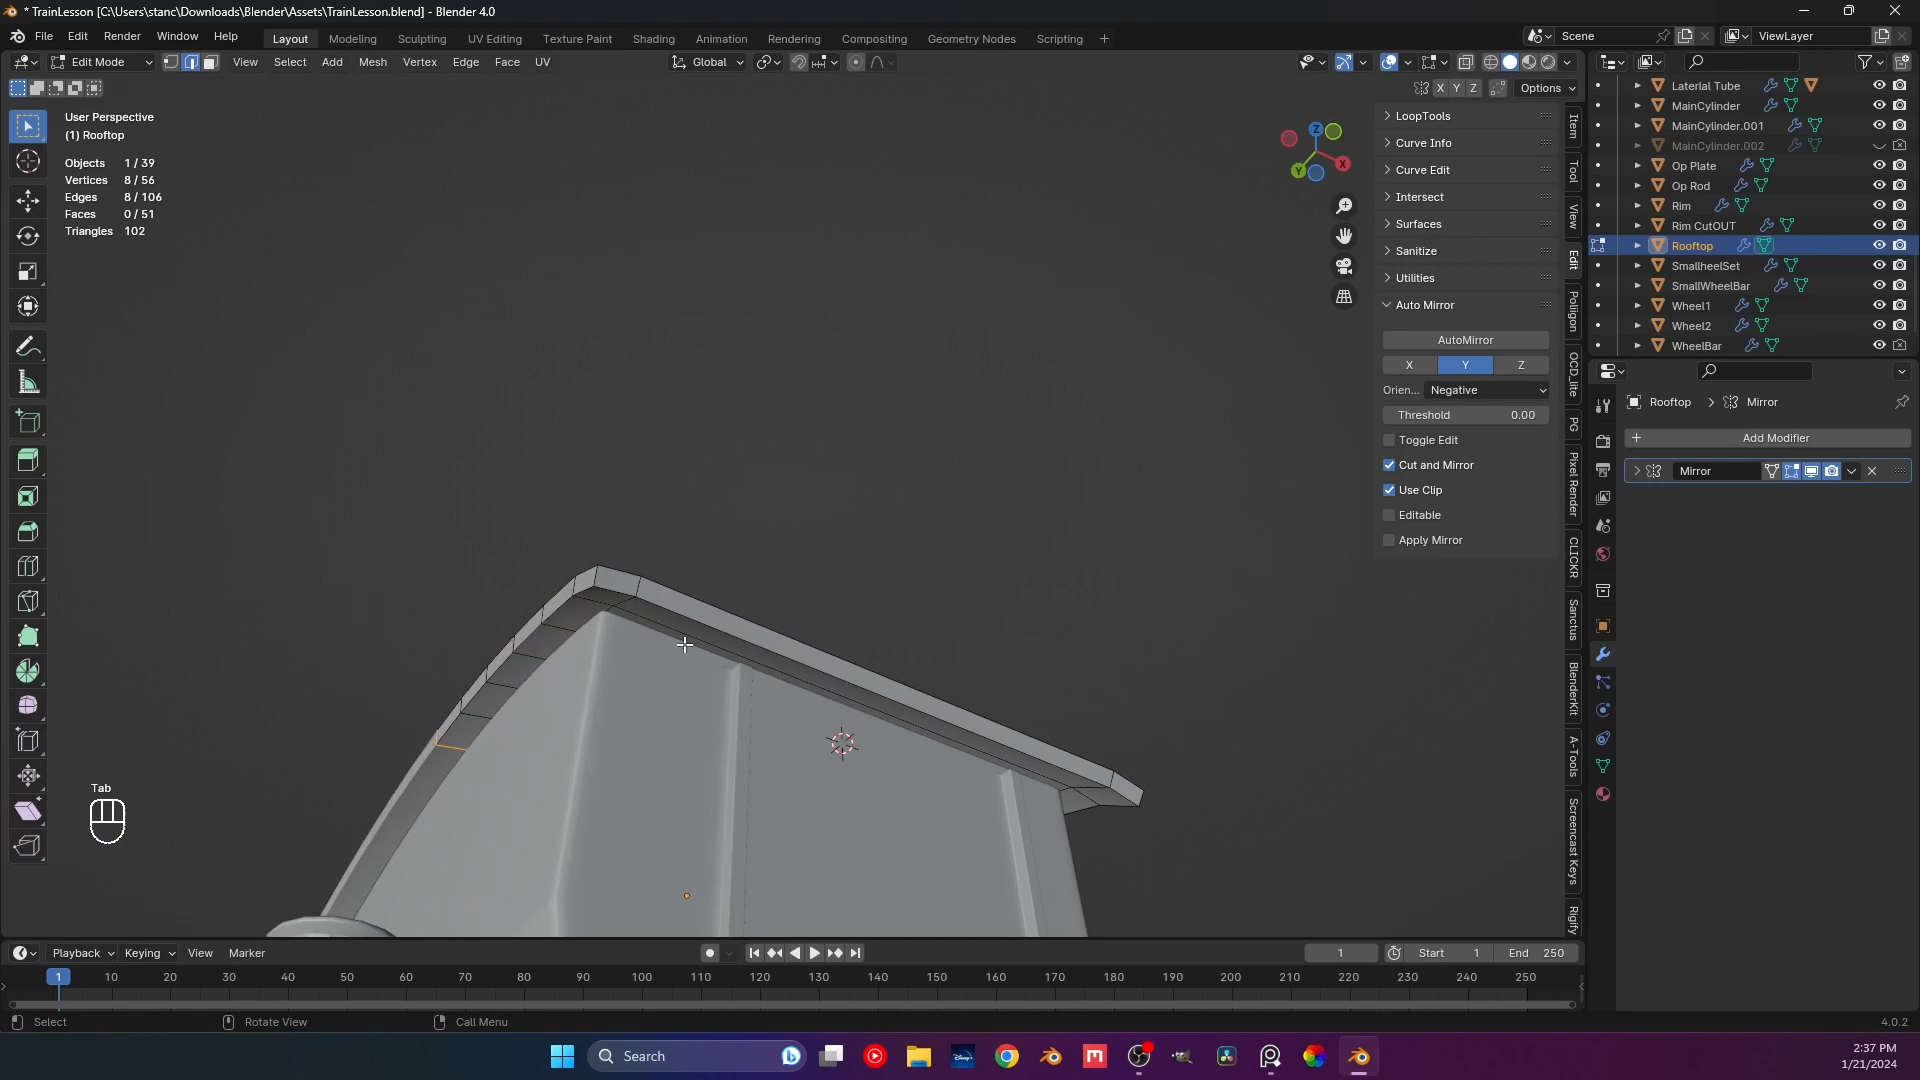 * TrainLesson [C:\Users\stanc\Downloads\Blender\Assets\TrainLesson.blend] - Blender 4.0
File Edit Render Window Help Layout Modeling Sculpting UV Editing Texture Paint Shading Animation Rendering Compositing Geometry Nodes Scripting + Scene ViewLayer
Edit Mode View Select Add Mesh Vertex Edge Face UV Global
X Y Z Options
User Perspective
(1) Rooftop
Objects 1 / 39
Vertices 8 / 56
Edges 8 / 106
Faces 0 / 51
Triangles 102
Z
X
Y
LoopTools
Curve Info
Curve Edit
Intersect
Surfaces
Sanitize
Utilities
Auto Mirror
AutoMirror
X Y Z
Orien... Negative
Threshold 0.00
Toggle Edit
Cut and Mirror
Use Clip
Editable
Apply Mirror
Item
Tool
View
Edit
Poliigon
OCD_lite
PG
Pixel Render
CLICKR
Sanctus
BlenderKit
A-Tools
Screencast Keys
Rigify
Laterlal Tube
MainCylinder
MainCylinder.001
MainCylinder.002
Op Plate
Op Rod
Rim
Rim CutOUT
Rooftop
SmallheelSet
SmallWheelBar
Wheel1
Wheel2
WheelBar
Rooftop Mirror
+ Add Modifier
Mirror
Tab
Playback Keying View Marker 1 Start 1 End 250
1 10 20 30 40 50 60 70 80 90 100 110 120 130 140 150 160 170 180 190 200 210 220 230 240 250
Select Rotate View Call Menu 4.0.2
Search
2:37 PM
1/21/2024